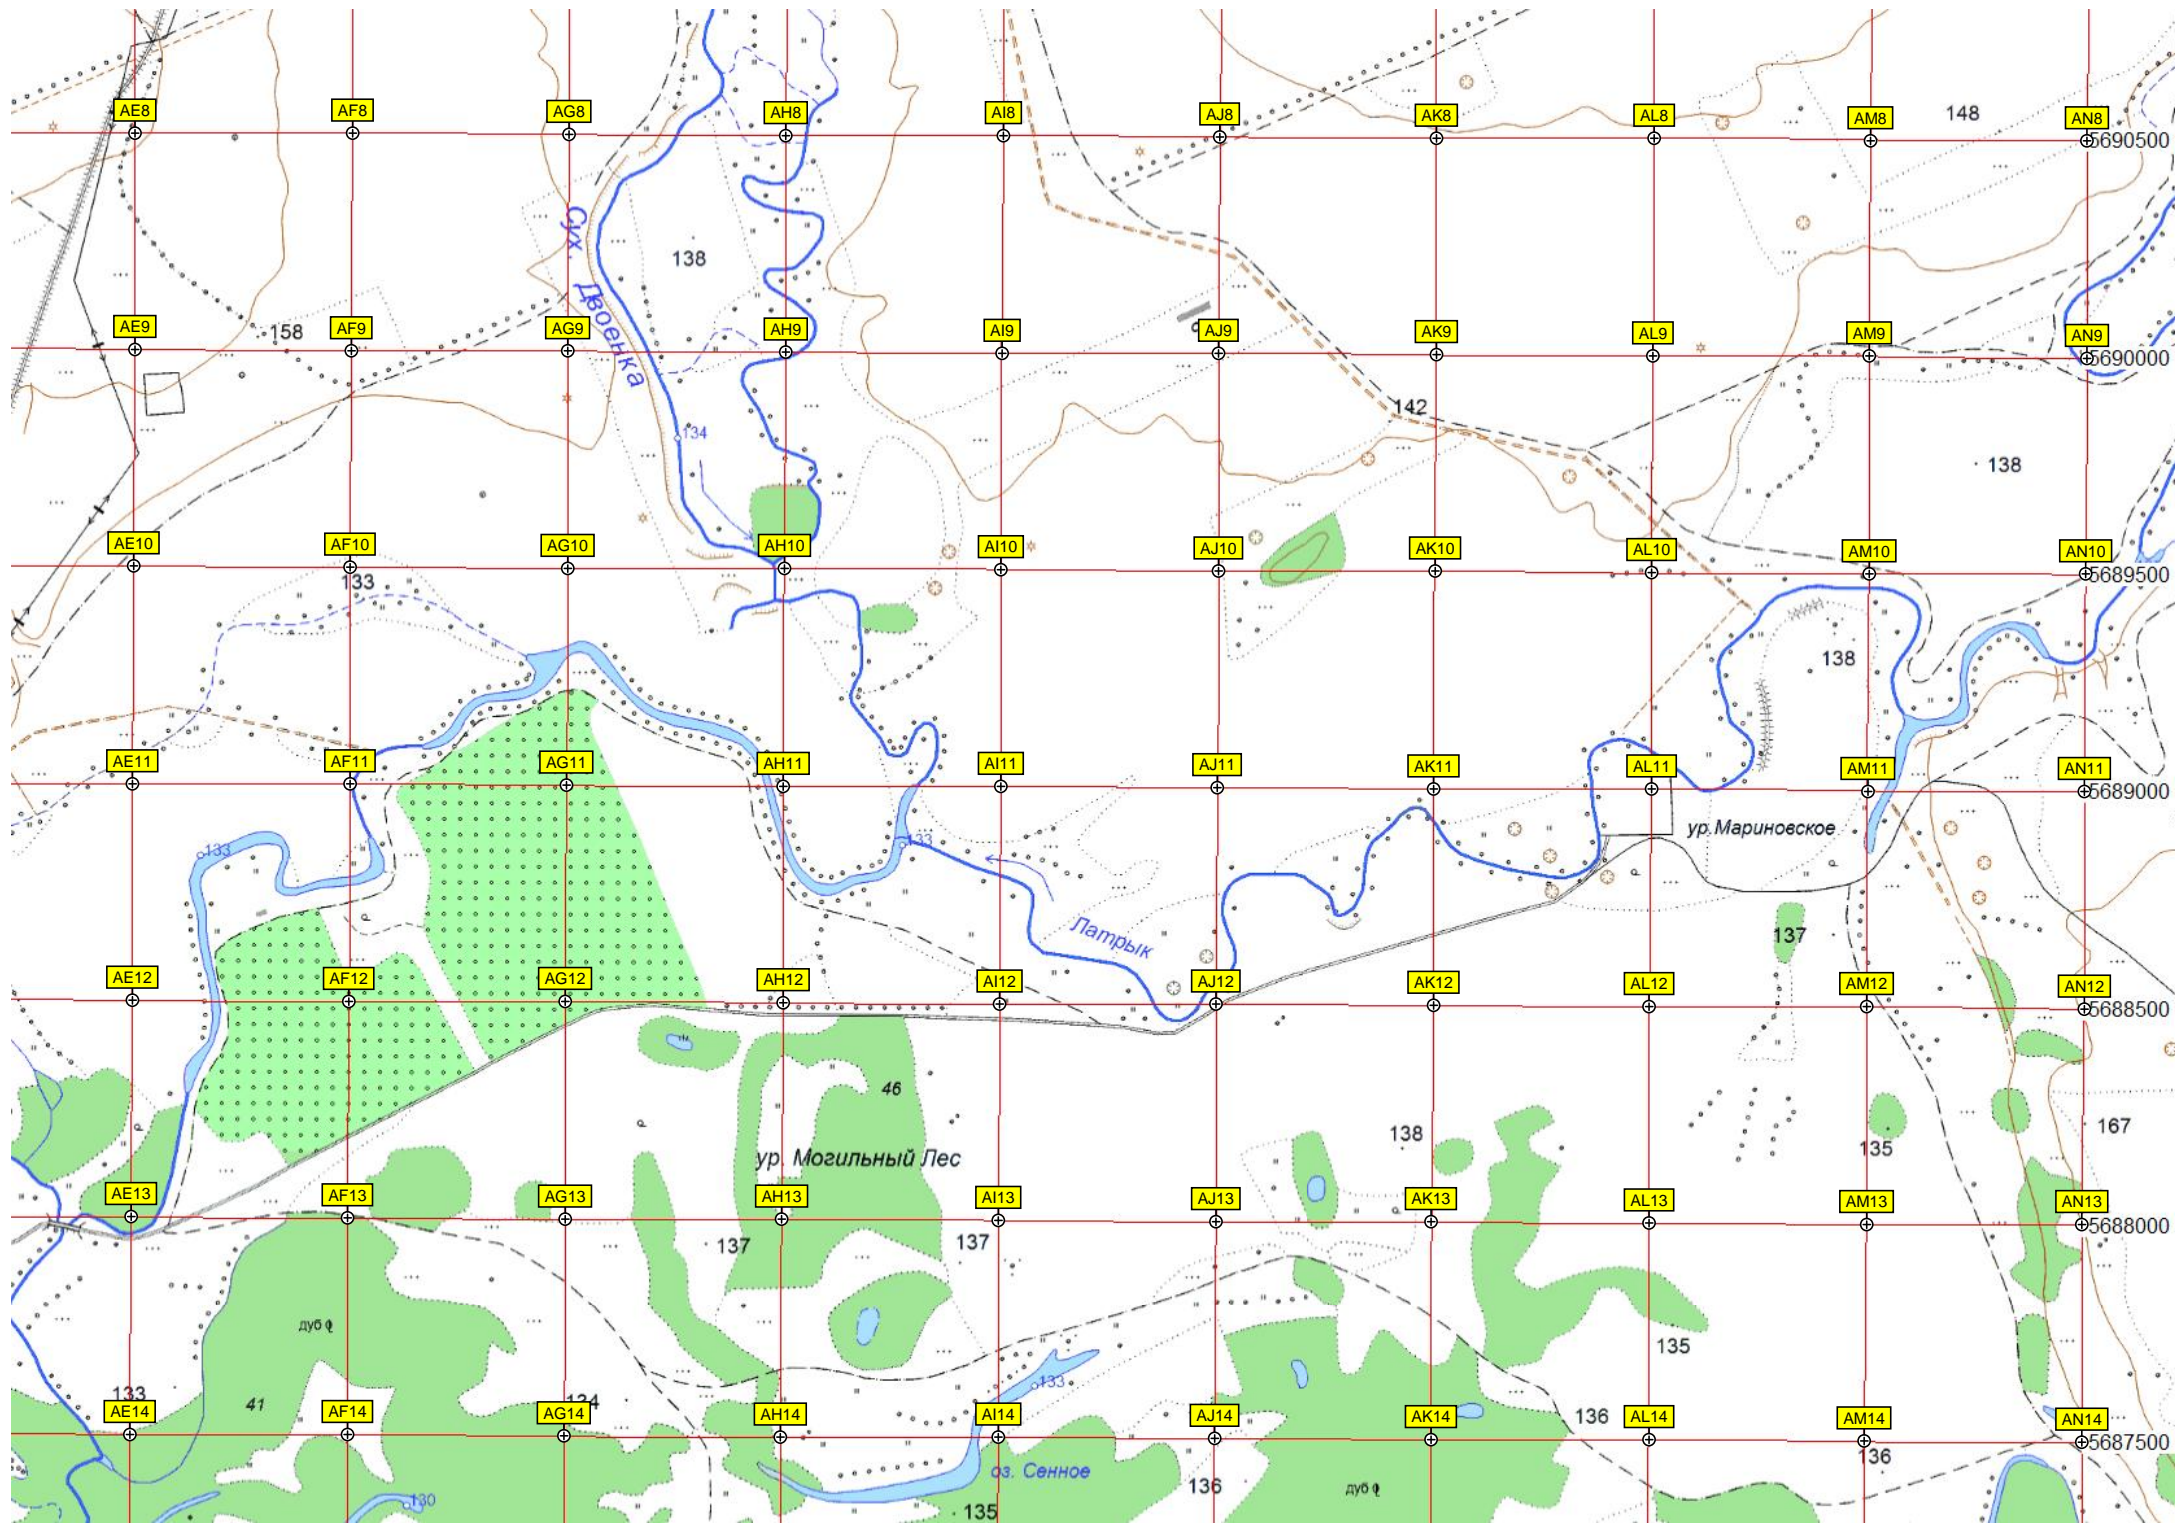 148
AE8 AF8 AG8 AH8 AI8 AJ8 AK8 AL8 AM8 AN8
5690500
Сух. Двоенка
138
158
AE9 AF9 AG9 AH9 AI9 AJ9 AK9 AL9 AM9 AN9
5690000
142
134
138
AE10 AF10 AG10 AH10 AI10 AJ10 AK10 AL10 AM10 AN10
5689500
133
138
AE11 AF11 AG11 AH11 AI11 AJ11 AK11 AL11 AM11 AN11
5689000
ур.Мариновское
133
133
Латрык
137
AE12 AF12 AG12 AH12 AI12 AJ12 AK12 AL12 AM12 AN12
5688500
46
167
138
135
ур. Могильный Лес
AE13 AF13 AG13 AH13 AI13 AJ13 AK13 AL13 AM13 AN13
5688000
137
137
дуб
135
133
133
41
134
136
AE14 AF14 AG14 AH14 AI14 AJ14 AK14 AL14 AM14 AN14
5687500
136
оз. Сенное
136
дуб
130
135